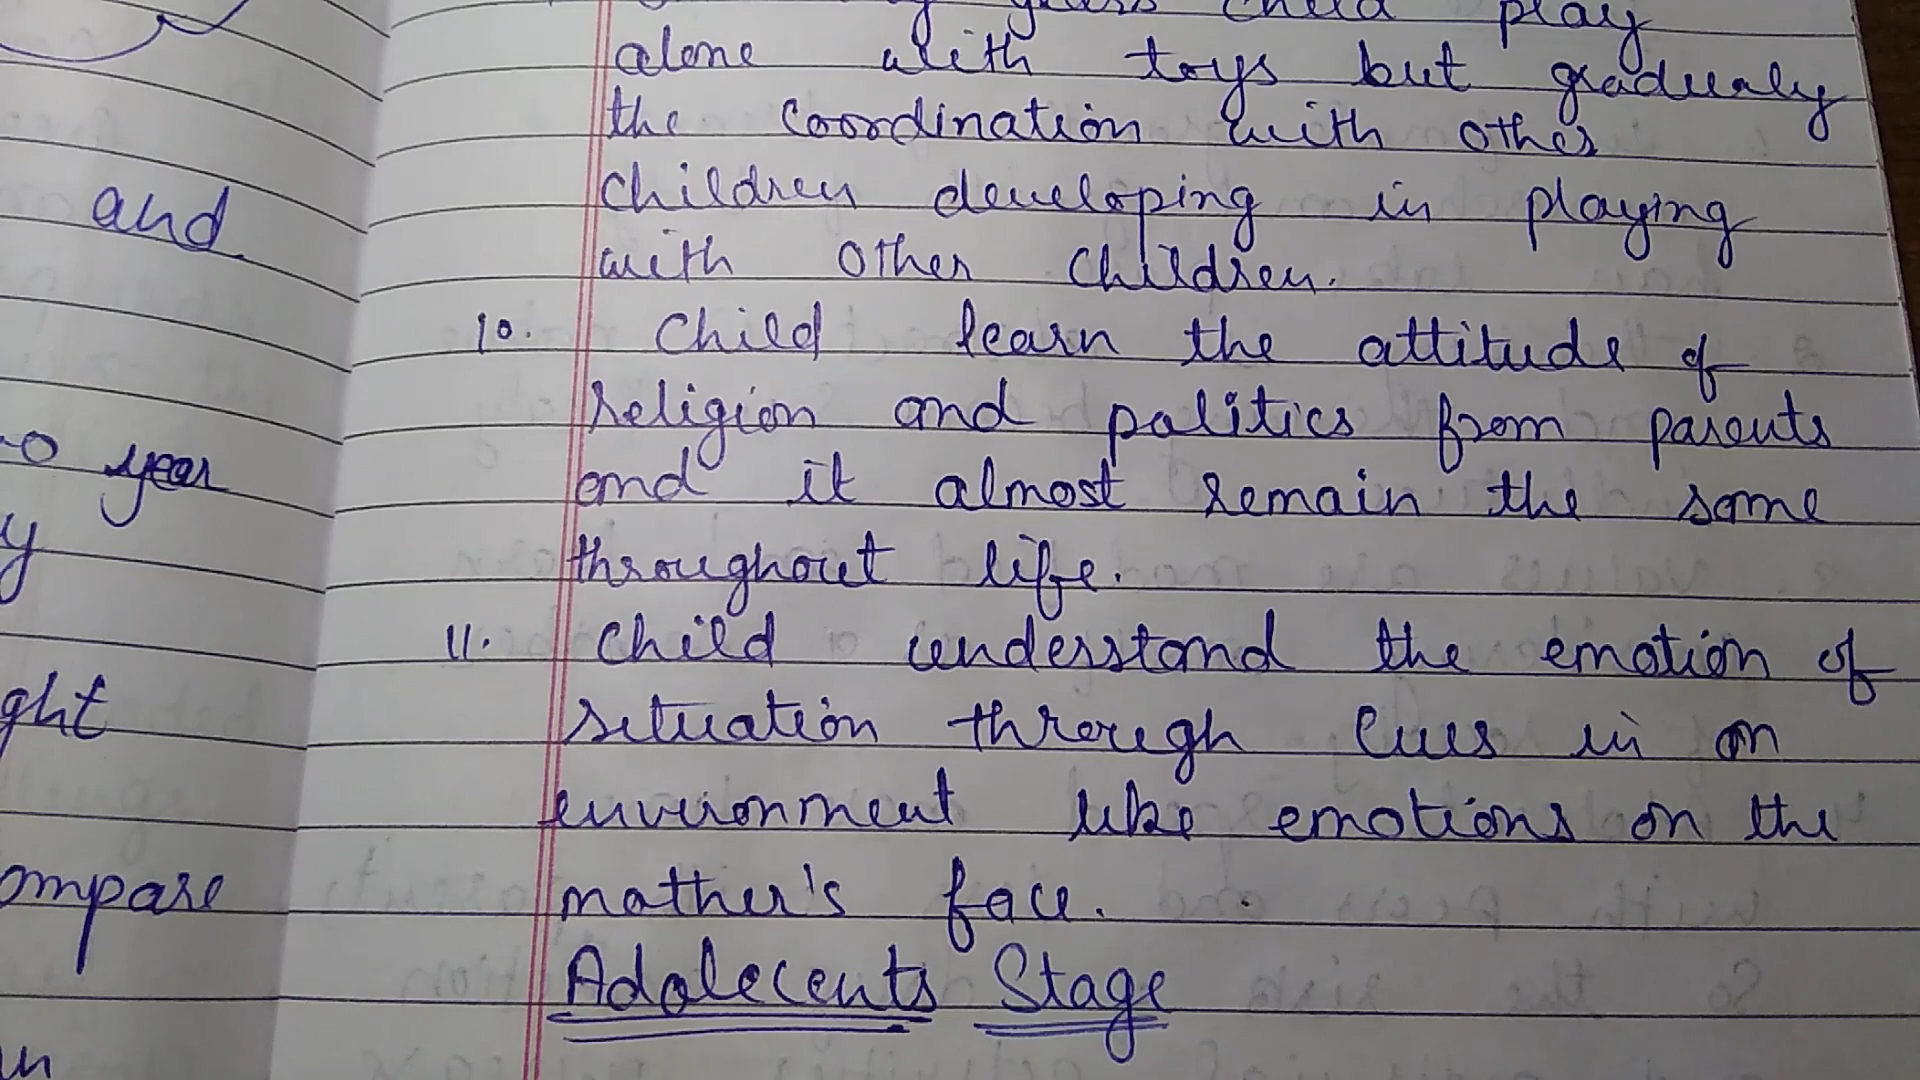 and
year
y
ght
ompare
child play
alone with toys but gradualy
the coordination with other
children developing in playing
with other children.
10. Child learn the attitude of
religion and politics from parents
and it almost remain the same
throughout life.
11. Child understand the emotion of
situation through cues in an
environment like emotions on the
mother's face.
Adolecents Stage